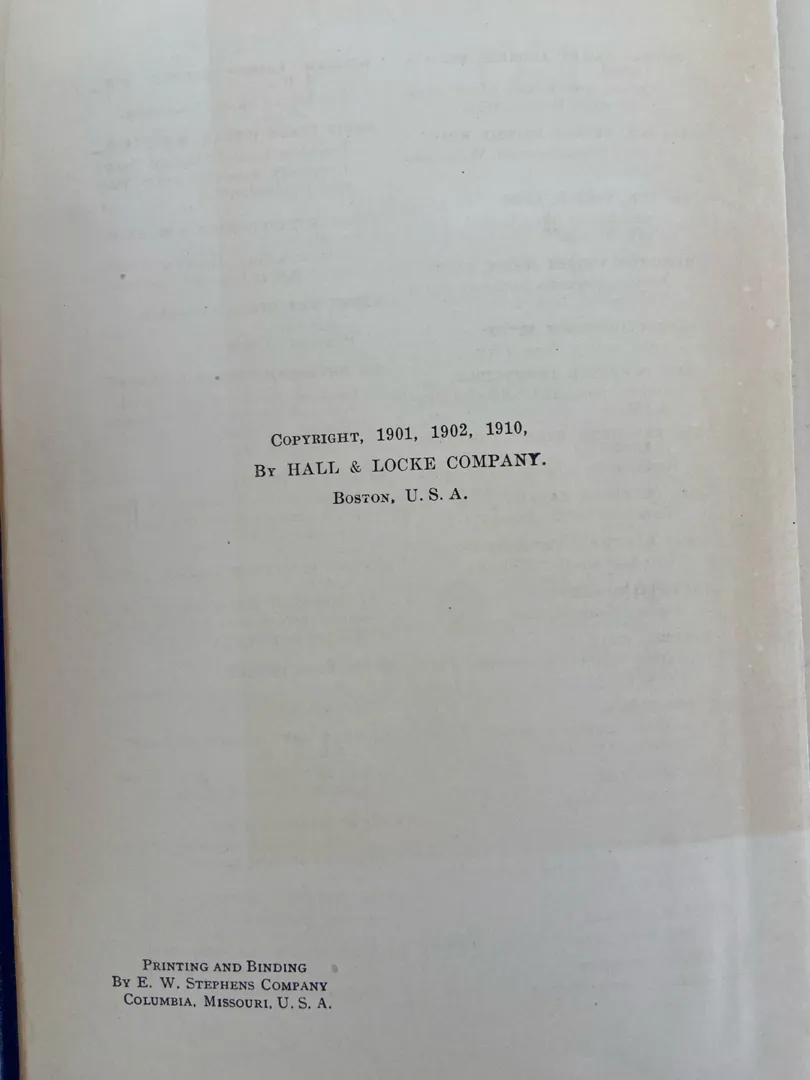 COPYRIGHT, 1901, 1902, 1910,
BY HALL & LOCKE COMPANY.
BOSTON, U. S. A.
PRINTING AND BINDING
BY E. W. STEPHENS COMPANY
COLUMBIA, MISSOURI, U. S. A.